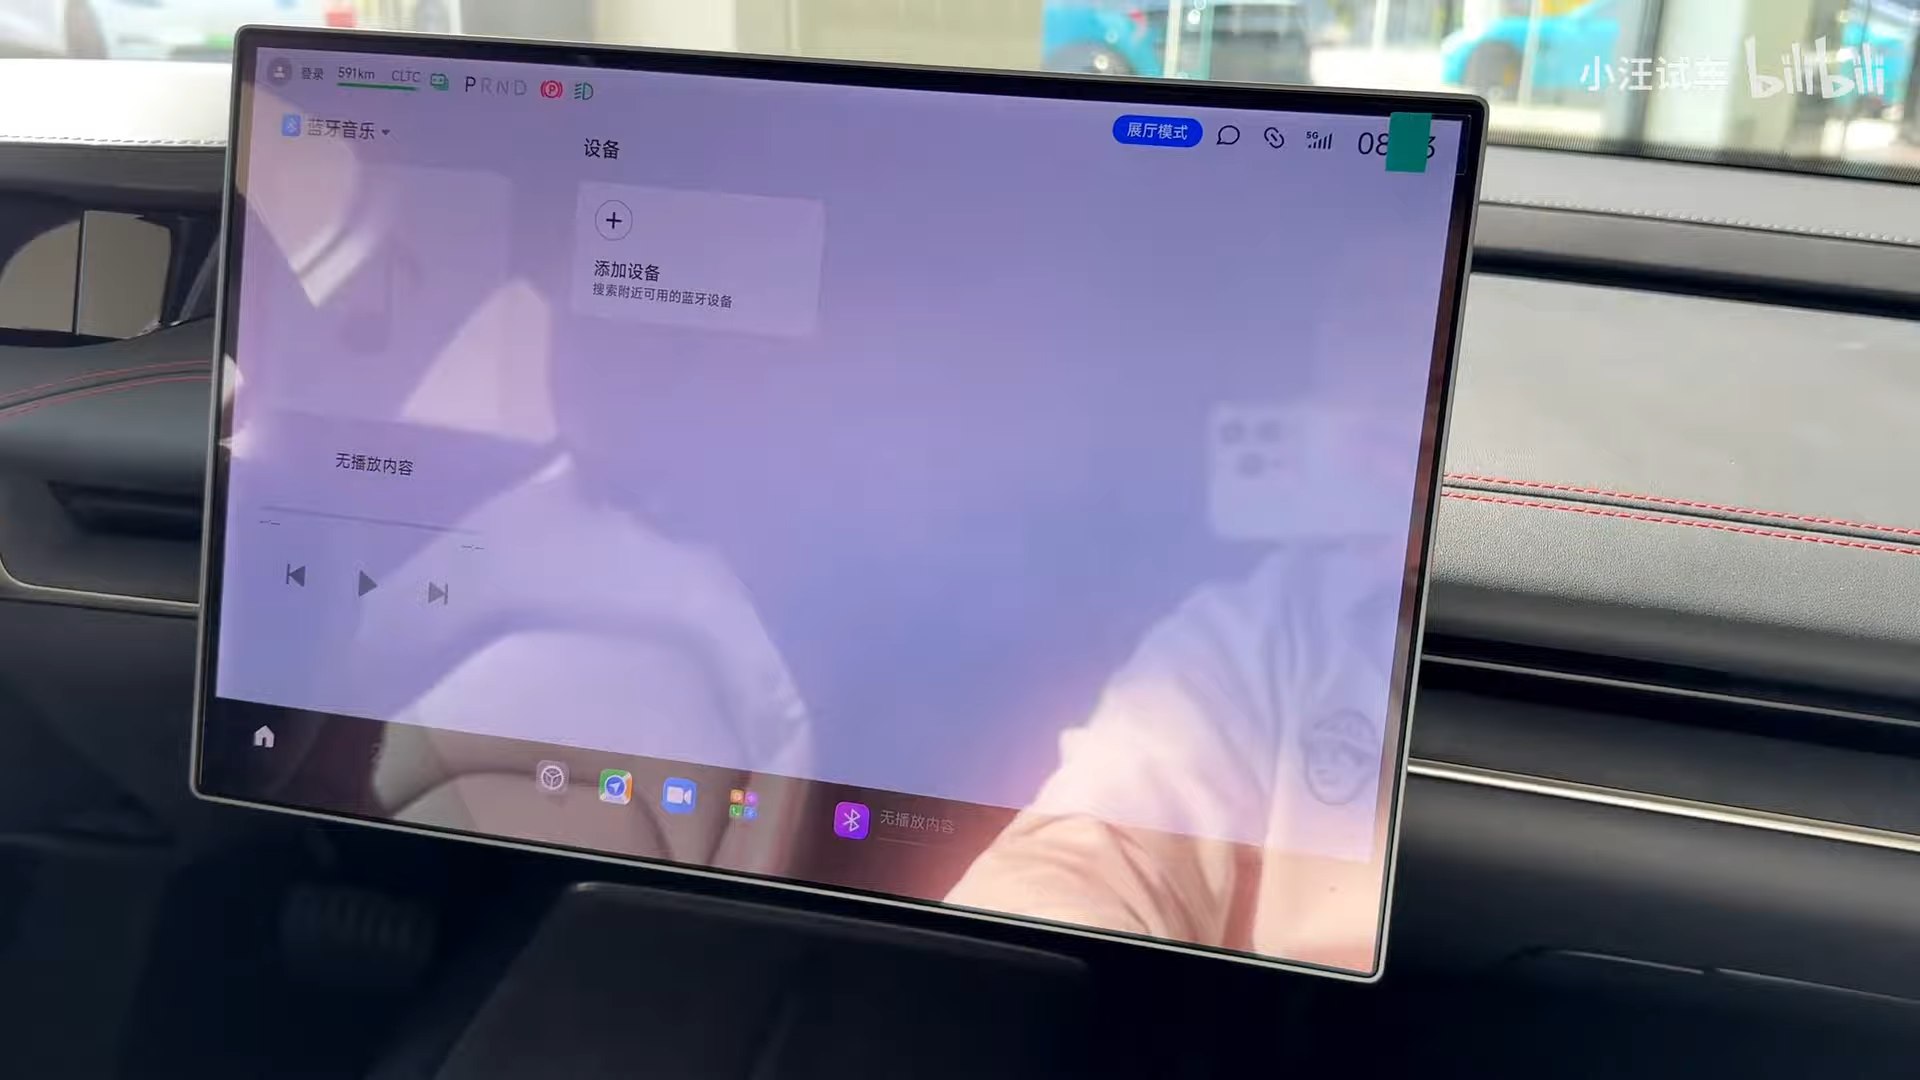 小汪试车 bilibili
登录 591km CLTC P R N D
展厅模式 5G
蓝牙音乐
设备
添加设备
搜索附近可用的蓝牙设备
无播放内容
无播放内容